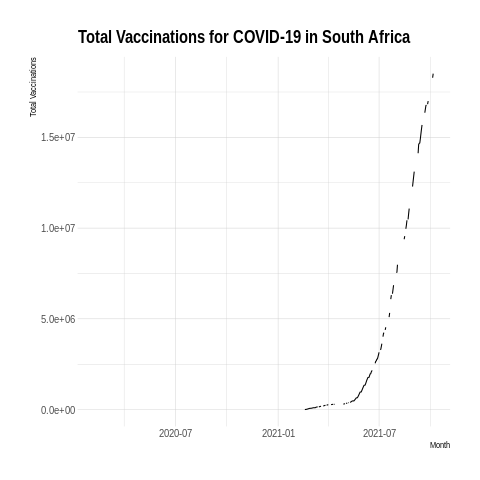 Total Vaccinations for COVID-19 in South Africa
Total Vaccinations
1.5e+07
1.0e+07
5.0e+06
0.0e+00
2020-07 2021-01 2021-07
Month